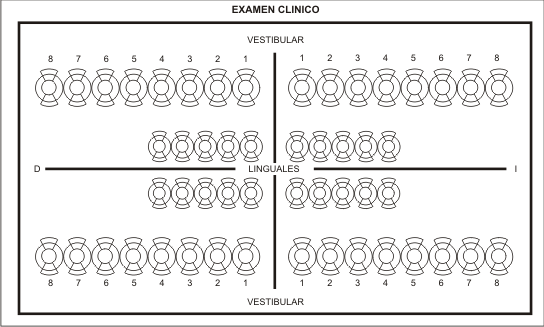 EXAMEN CLINICO
VESTIBULAR
8 7 6 5 4 3 2 1 1 2 3 4 5 6 7 8
D LINGUALES I
8 7 6 5 4 3 2 1 1 2 3 4 5 6 7 8
VESTIBULAR